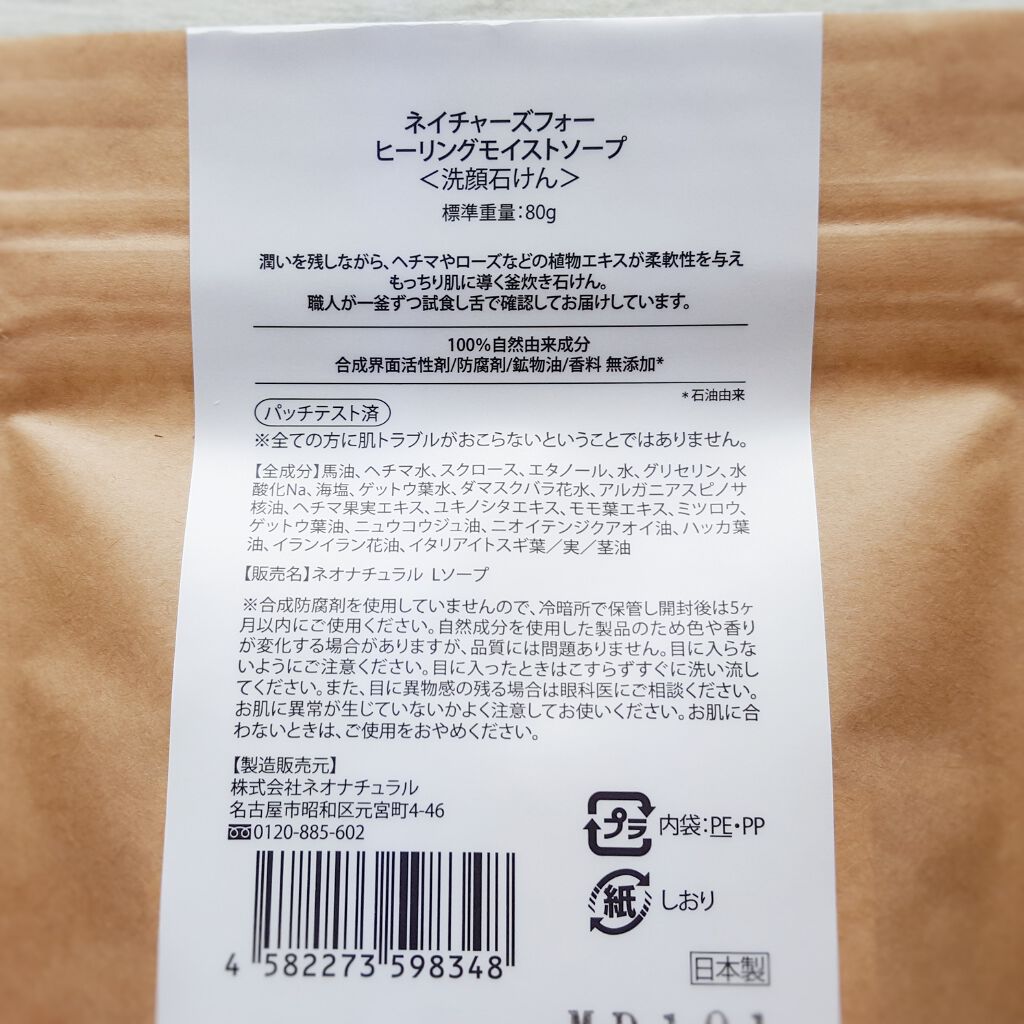 ネイチャーズフォー
ヒーリングモイストソープ
＜洗顔石けん＞
標準重量：80g
潤いを残しながら、ヘチマやローズなどの植物エキスが柔軟性を与え
もっちり肌に導く釜炊き石けん。
職人が一釜ずつ試食し舌で確認してお届けしています。
100％自然由来成分
合成界面活性剤/防腐剤/鉱物油/香料 無添加*
*石油由来
パッチテスト済
※全ての方に肌トラブルがおこらないということではありません。
【全成分】馬油、ヘチマ水、スクロース、エタノール、水、グリセリン、水
酸化Na、海塩、ゲットウ葉水、ダマスクバラ花水、アルガニアスピノサ
核油、ヘチマ果実エキス、ユキノシタエキス、モモ葉エキス、ミツロウ、
ゲットウ葉油、ニュウコウジュ油、ニオイテンジクアオイ油、ハッカ葉
油、イランイラン花油、イタリアイトスギ葉／実／茎油
【販売名】ネオナチュラル Lソープ
※合成防腐剤を使用していませんので、冷暗所で保管し開封後は5ヶ
月以内にご使用ください。自然成分を使用した製品のため色や香り
が変化する場合がありますが、品質には問題ありません。目に入らな
いようにご注意ください。目に入ったときはこすらずすぐに洗い流し
てください。また、目に異物感の残る場合は眼科医にご相談ください。
お肌に異常が生じていないかよく注意してお使いください。お肌に合
わないときは、ご使用をおやめください。
【製造販売元】
株式会社ネオナチュラル
名古屋市昭和区元宮町4-46
0120-885-602
プラ 内袋：PE・PP
紙 しおり
4 582273 598348
日本製